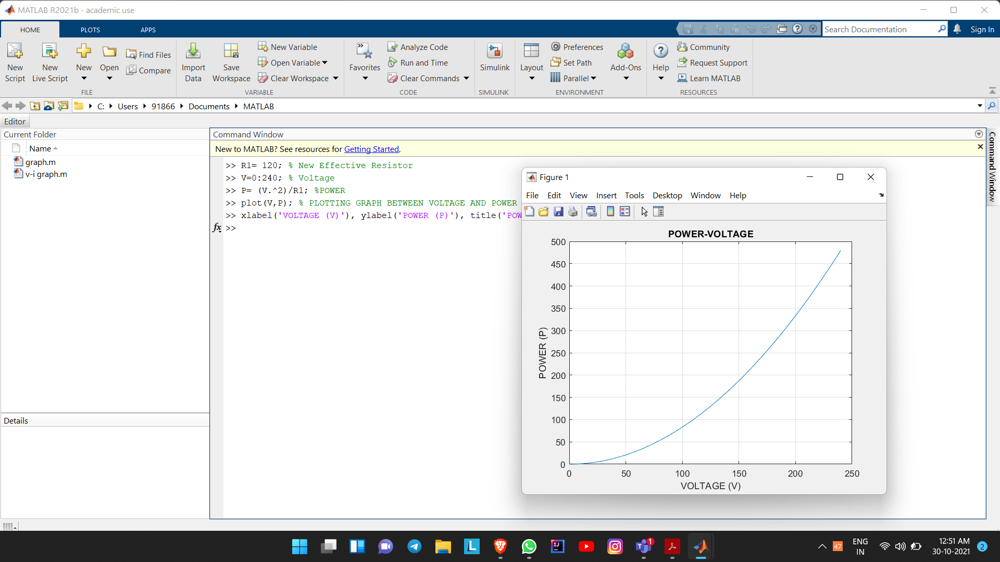 MATLAB R2021b - academic use
HOME PLOTS APPS
Search Documentation
Sign In
New Script
New Live Script
New
Open
Find Files
Compare
FILE
Import Data
Save Workspace
New Variable
Open Variable
Clear Workspace
VARIABLE
Favorites
Analyze Code
Run and Time
Clear Commands
CODE
Simulink
SIMULINK
Layout
Preferences
Set Path
Parallel
Add-Ons
ENVIRONMENT
Help
Community
Request Support
Learn MATLAB
RESOURCES
C: Users 91866 Documents MATLAB
Editor
Current Folder
Name
graph.m
v-i graph.m
Details
Command Window
New to MATLAB? See resources for Getting Started.
>> R1= 120; % New Effective Resistor
>> V=0:240; % Voltage
>> P= (V.^2)/R1; %POWER
>> plot(V,P); % PLOTTING GRAPH BETWEEN VOLTAGE AND POWER
>> xlabel('VOLTAGE (V)'), ylabel('POWER (P)'), title('POW
fx >>
Command Window
Figure 1
File Edit View Insert Tools Desktop Window Help
POWER-VOLTAGE
500
450
400
350
300
250
200
150
100
50
0
POWER (P)
0 50 100 150 200 250
VOLTAGE (V)
L
IJ
1
47
ENG
IN
12:51 AM
30-10-2021
2